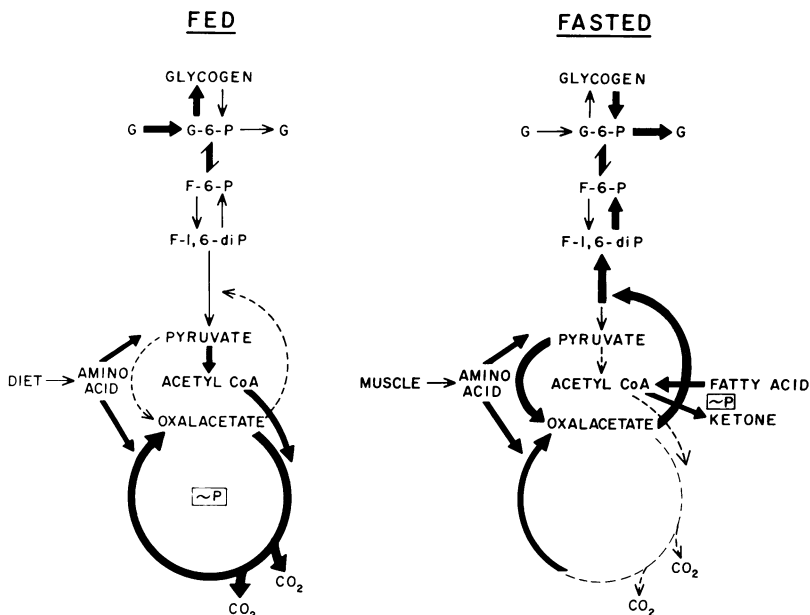 FED
GLYCOGEN
G G-6-P G
F-6-P
F-1,6-diP
PYRUVATE
DIET AMINO
ACID
ACETYL CoA
OXALACETATE
~P
CO2
CO2
FASTED
GLYCOGEN
G G-6-P G
F-6-P
F-1,6-diP
PYRUVATE
MUSCLE AMINO
ACID
ACETYL CoA FATTY ACID
~P
OXALACETATE KETONE
CO2
CO2